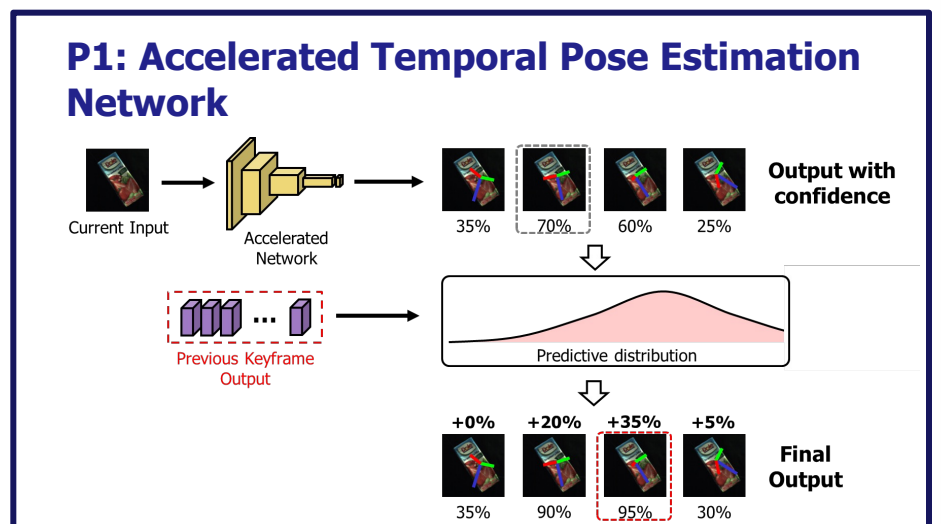 P1: Accelerated Temporal Pose Estimation
Network
Current Input
Accelerated
Network
35%
70%
60%
25%
Output with
confidence
Previous Keyframe
Output
Predictive distribution
+0%
+20%
+35%
+5%
35%
90%
95%
30%
Final
Output